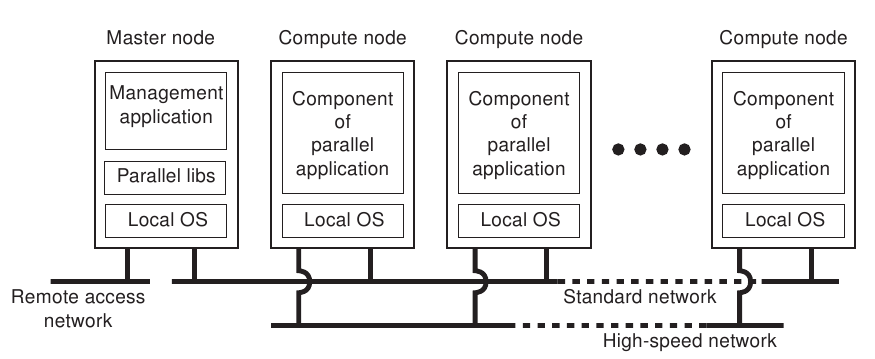 Master node
Compute node
Compute node
Compute node
Management
application
Parallel libs
Local OS
Component
of
parallel
application
Local OS
Component
of
parallel
application
Local OS
Component
of
parallel
application
Local OS
Remote access
network
Standard network
High-speed network